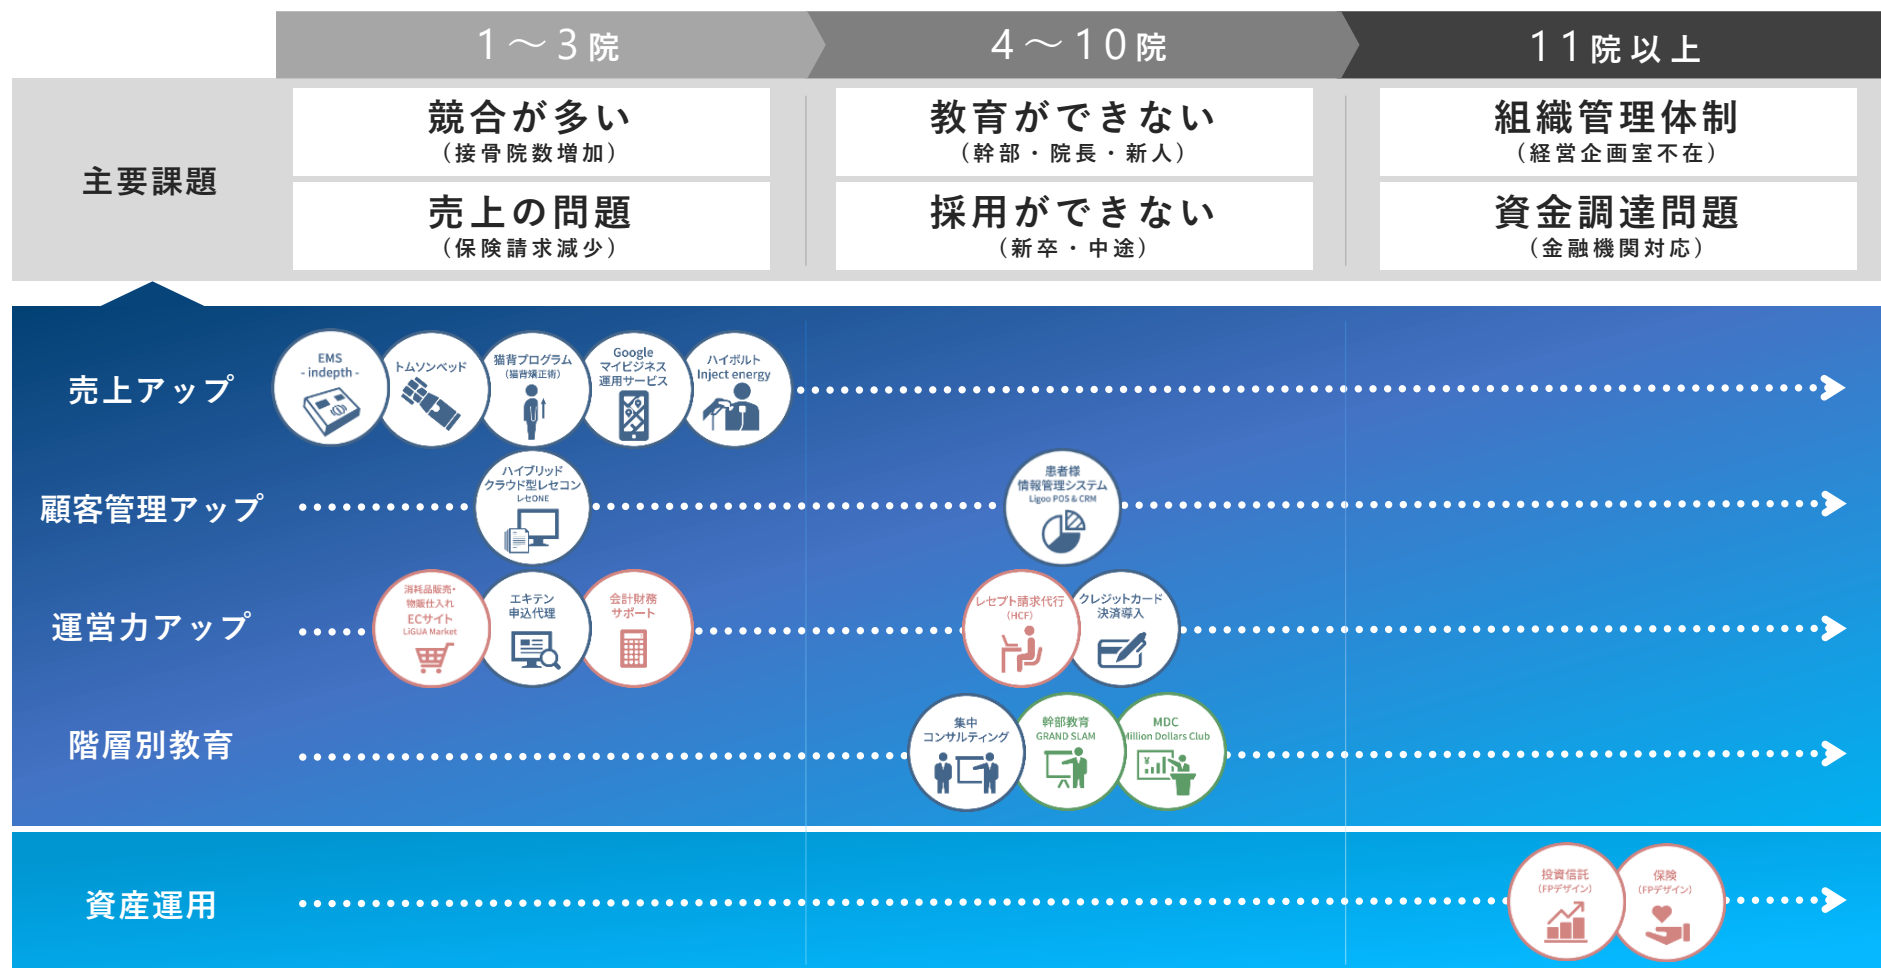 1～3院
4～10院
11院以上
主要課題
競合が多い
（接骨院数増加）
売上の問題
（保険請求減少）
教育ができない
（幹部・院長・新人）
採用ができない
（新卒・中途）
組織管理体制
（経営企画室不在）
資金調達問題
（金融機関対応）
売上アップ
EMS
- indepth -
トムソンベッド
猫背プログラム
（猫背矯正術）
Google
マイビジネス
運用サービス
ハイボルト
Inject energy
顧客管理アップ
ハイブリッド
クラウド型レセコン
レセONE
患者様
情報管理システム
Ligoo POS & CRM
運営力アップ
消耗品販売・
物販仕入れ
ECサイト
LiGUA Market
エキテン
申込代理
会計財務
サポート
レセプト請求代行
（HCF）
クレジットカード
決済導入
階層別教育
集中
コンサルティング
幹部教育
GRAND SLAM
MDC
Million Dollars Club
資産運用
投資信託
（FPデザイン）
保険
（FPデザイン）